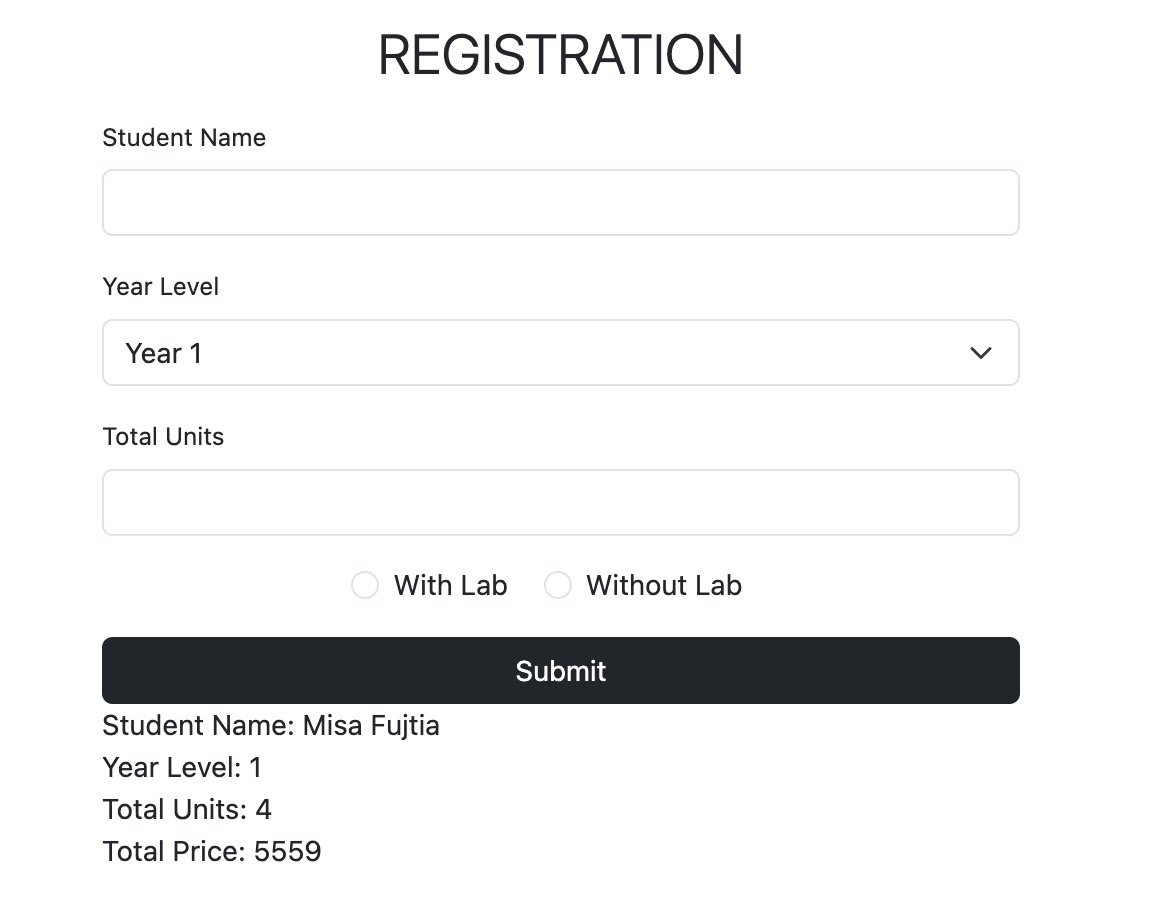 REGISTRATION
Student Name
Year Level
Year 1
Total Units
With Lab Without Lab
Submit
Student Name: Misa Fujtia
Year Level: 1
Total Units: 4
Total Price: 5559